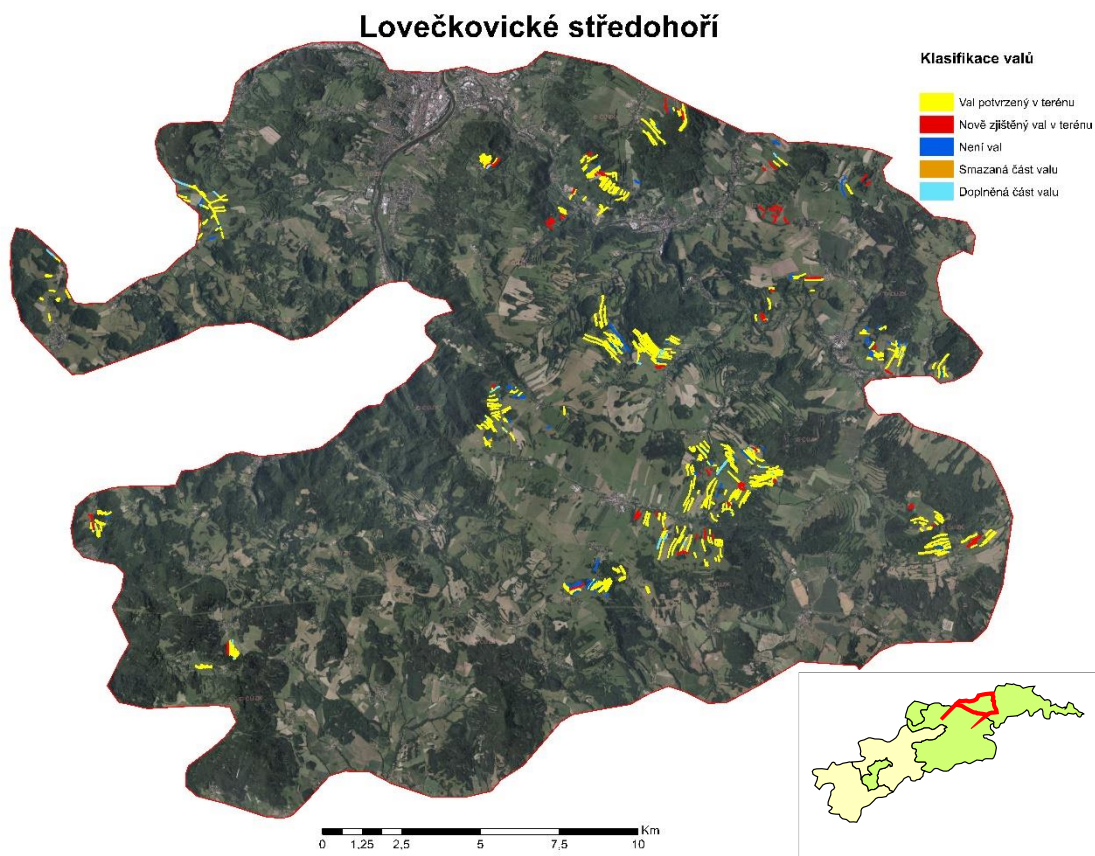 Lovečkovické středohoří
Klasifikace valů
Val potvrzený v terénu
Nově zjištěný val v terénu
Není val
Smazaná část valu
Doplněná část valu
Km
0 1,25 2,5 5 7,5 10